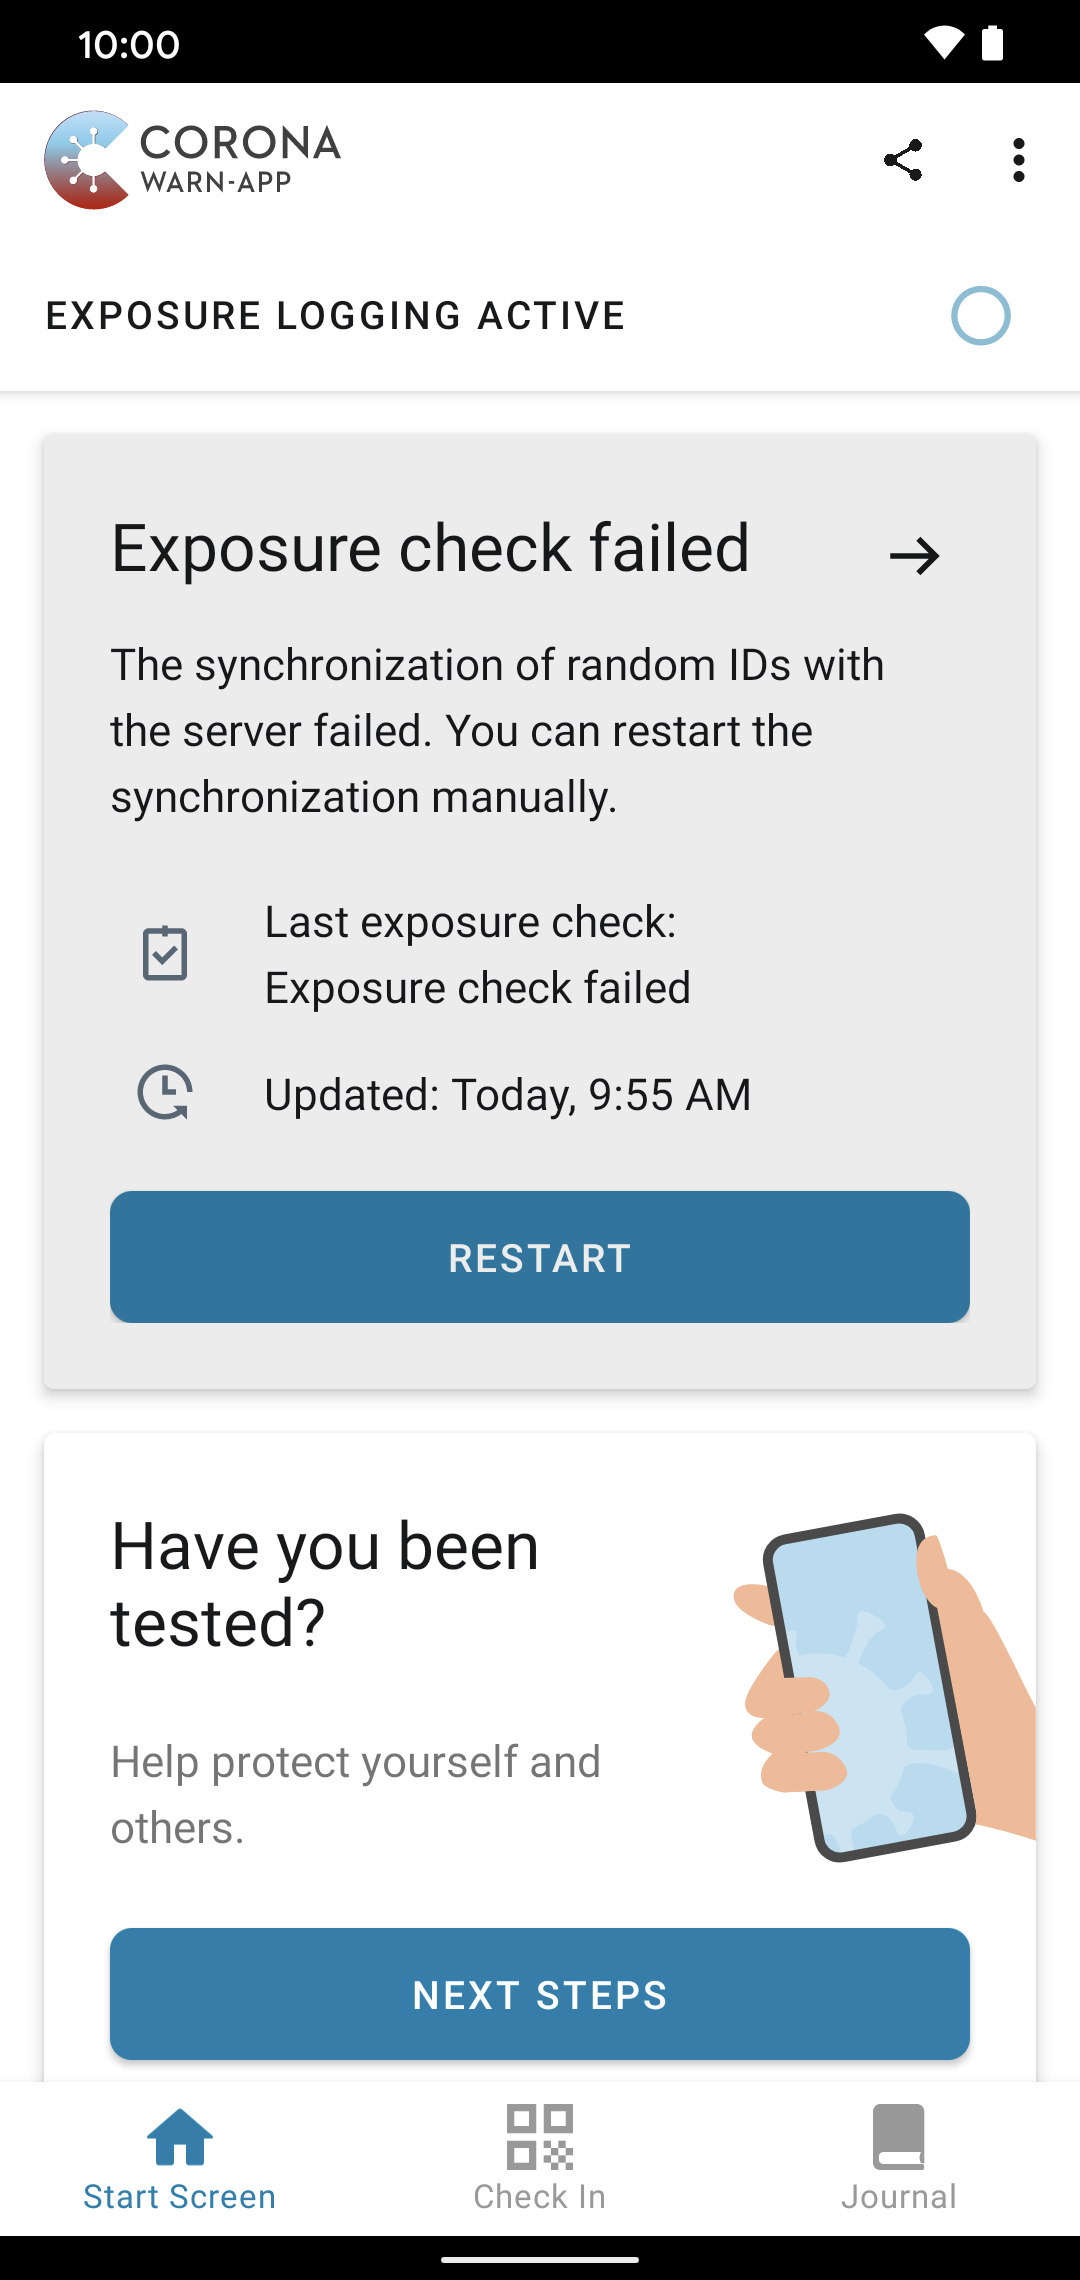 10:00
CORONA
WARN-APP
EXPOSURE LOGGING ACTIVE
Exposure check failed
The synchronization of random IDs with
the server failed. You can restart the
synchronization manually.
Last exposure check:
Exposure check failed
Updated: Today, 9:55 AM
RESTART
Have you been
tested?
Help protect yourself and
others.
NEXT STEPS
Start Screen
Check In
Journal